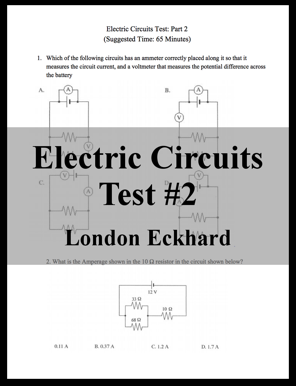 Electric Circuits Test: Part 2
(Suggested Time: 65 Minutes)
1. Which of the following circuits has an ammeter correctly placed along it so that it
measures the circuit current, and a voltmeter that measures the potential difference across
the battery
A. B.
A A
V
Electric Circuits
C. V
A
Test #2
London Eckhard
2. What is the Amperage shown in the 10 Ω resistor in the circuit shown below?
12 V
33 Ω
10 Ω
68 Ω
0.11 A B. 0.37 A C. 1.2 A D. 1.7 A